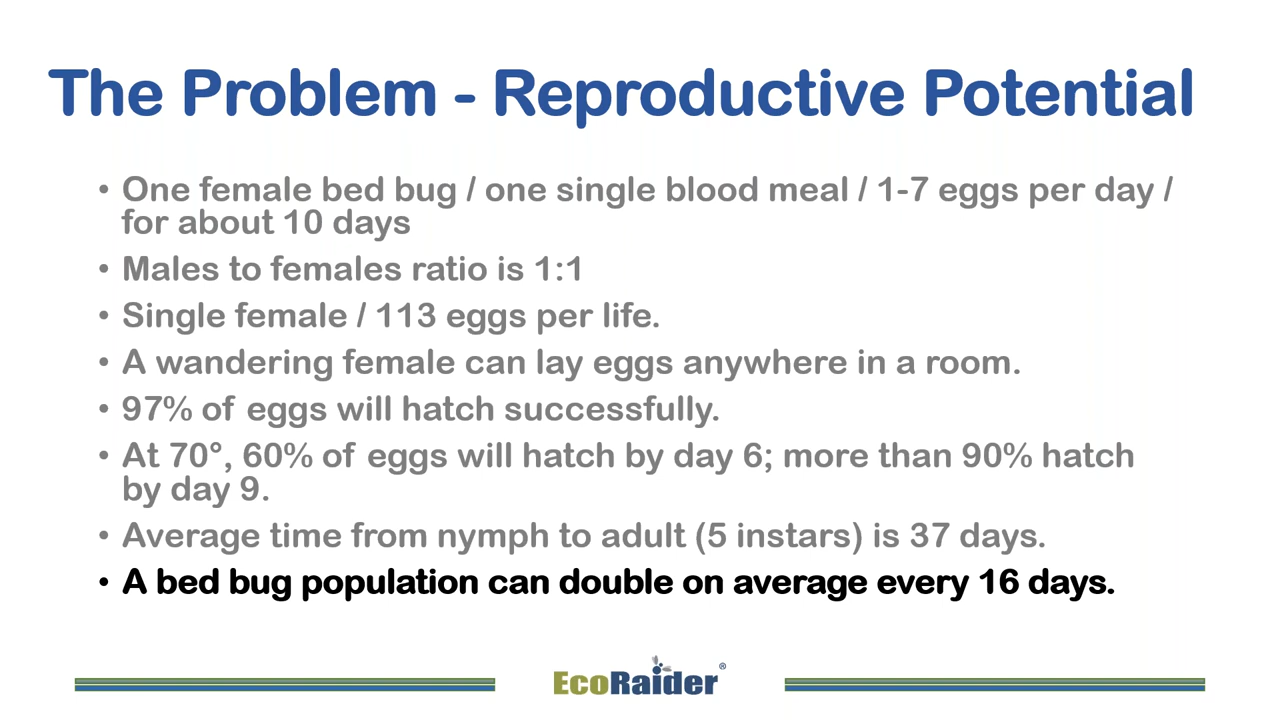 The Problem - Reproductive Potential
• One female bed bug / one single blood meal / 1-7 eggs per day /
for about 10 days
• Males to females ratio is 1:1
• Single female / 113 eggs per life.
• A wandering female can lay eggs anywhere in a room.
• 97% of eggs will hatch successfully.
• At 70°, 60% of eggs will hatch by day 6; more than 90% hatch
by day 9.
• Average time from nymph to adult (5 instars) is 37 days.
• A bed bug population can double on average every 16 days.
EcoRaider®